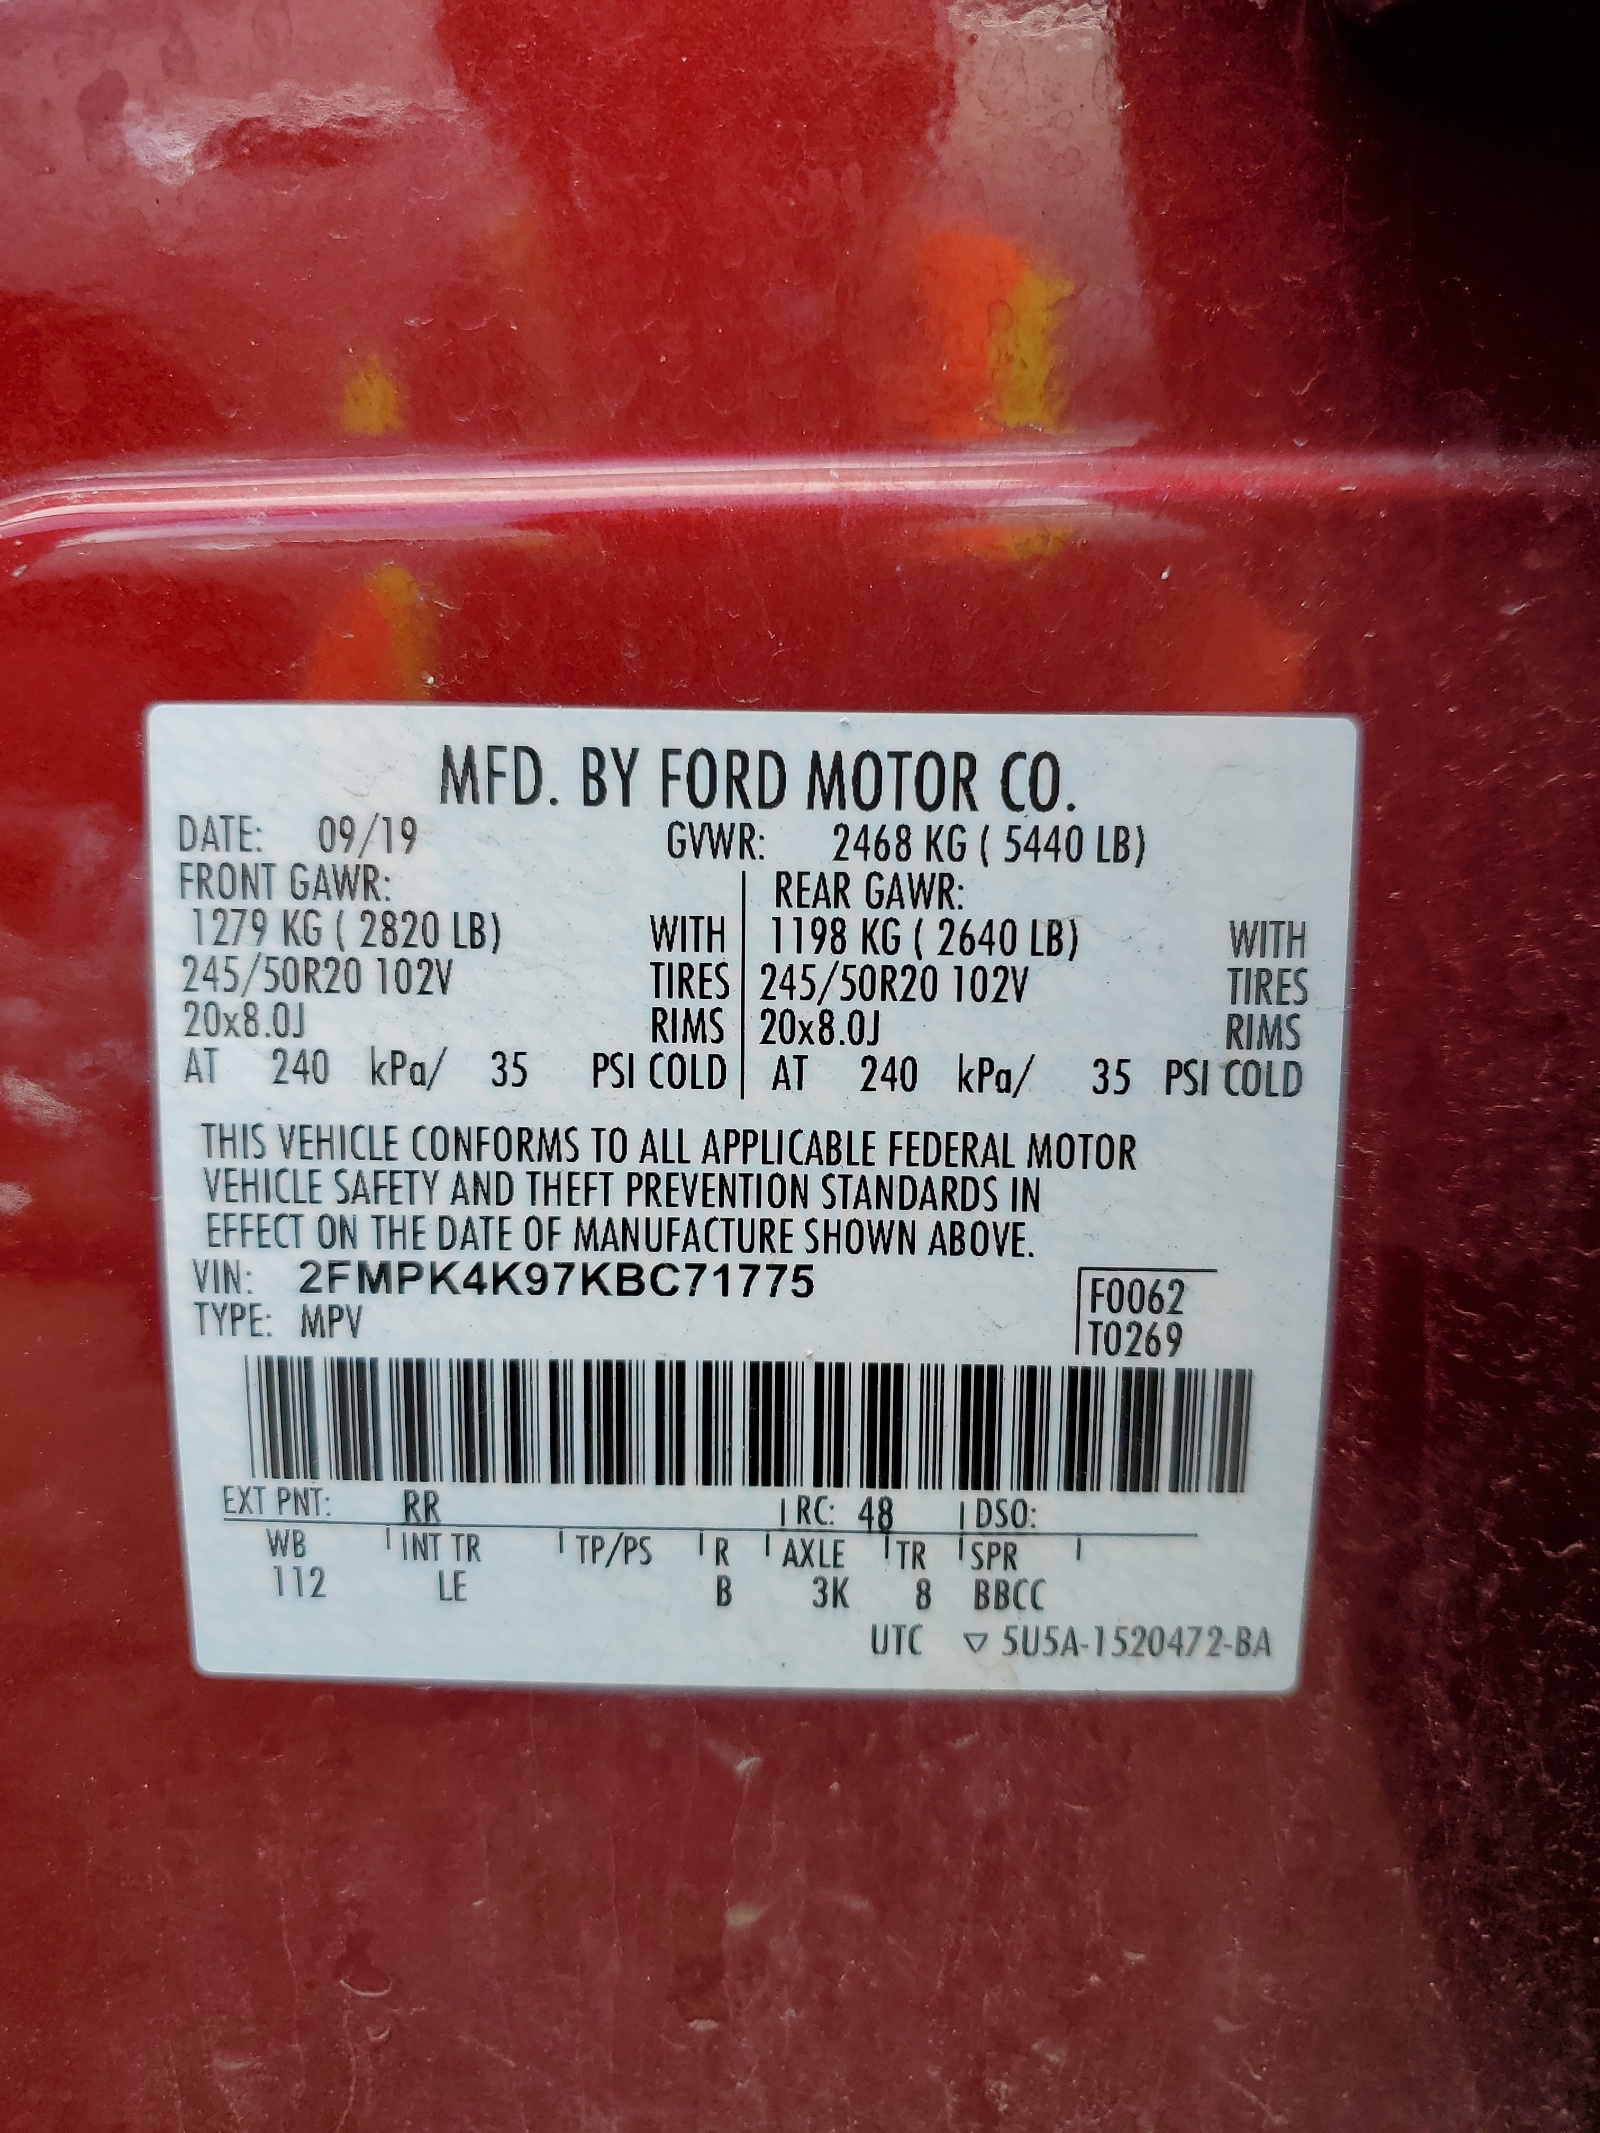 MFD. BY FORD MOTOR CO.
DATE: 09/19 GVWR: 2468 KG ( 5440 LB)
FRONT GAWR: REAR GAWR:
1279 KG ( 2820 LB) WITH 1198 KG ( 2640 LB) WITH
245/50R20 102V TIRES 245/50R20 102V TIRES
20x8.0J RIMS 20x8.0J RIMS
AT 240 kPa/ 35 PSI COLD AT 240 kPa/ 35 PSI COLD
THIS VEHICLE CONFORMS TO ALL APPLICABLE FEDERAL MOTOR
VEHICLE SAFETY AND THEFT PREVENTION STANDARDS IN
EFFECT ON THE DATE OF MANUFACTURE SHOWN ABOVE.
VIN: 2FMPK4K97KBC71775 F0062
TYPE: MPV T0269
EXT PNT: RR RC: 48 DSO:
WB INT TR TP/PS R AXLE TR SPR
112 LE B 3K 8 BBCC
UTC ▽ 5U5A-1520472-BA